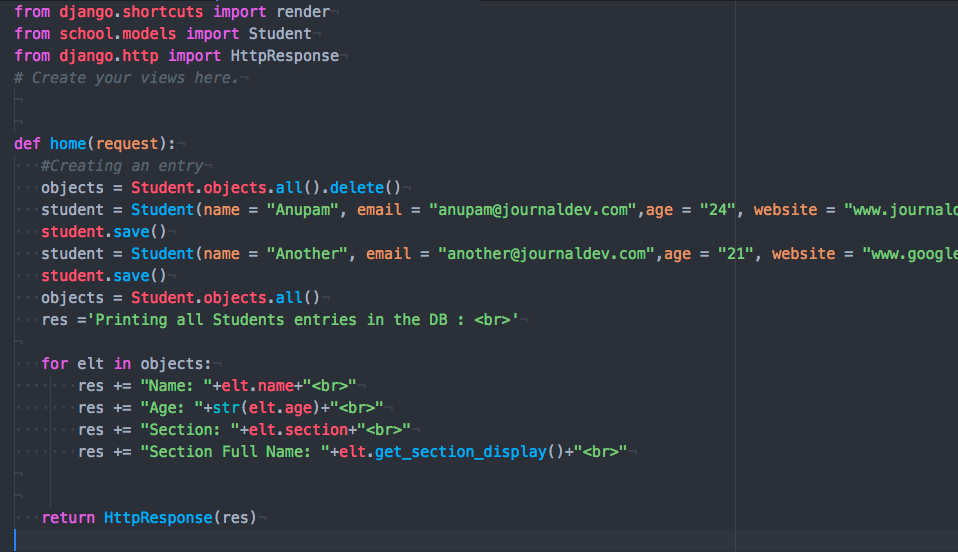 from django.shortcuts import render
from school.models import Student
from django.http import HttpResponse
# Create your views here.
def home(request):
    #Creating an entry
    objects = Student.objects.all().delete()
    student = Student(name = "Anupam", email = "anupam@journaldev.com",age = "24", website = "www.journald
    student.save()
    student = Student(name = "Another", email = "another@journaldev.com",age = "21", website = "www.google
    student.save()
    objects = Student.objects.all()
    res ='Printing all Students entries in the DB : <br>'
    for elt in objects:
        res += "Name: "+elt.name+"<br>"
        res += "Age: "+str(elt.age)+"<br>"
        res += "Section: "+elt.section+"<br>"
        res += "Section Full Name: "+elt.get_section_display()+"<br>"
    return HttpResponse(res)